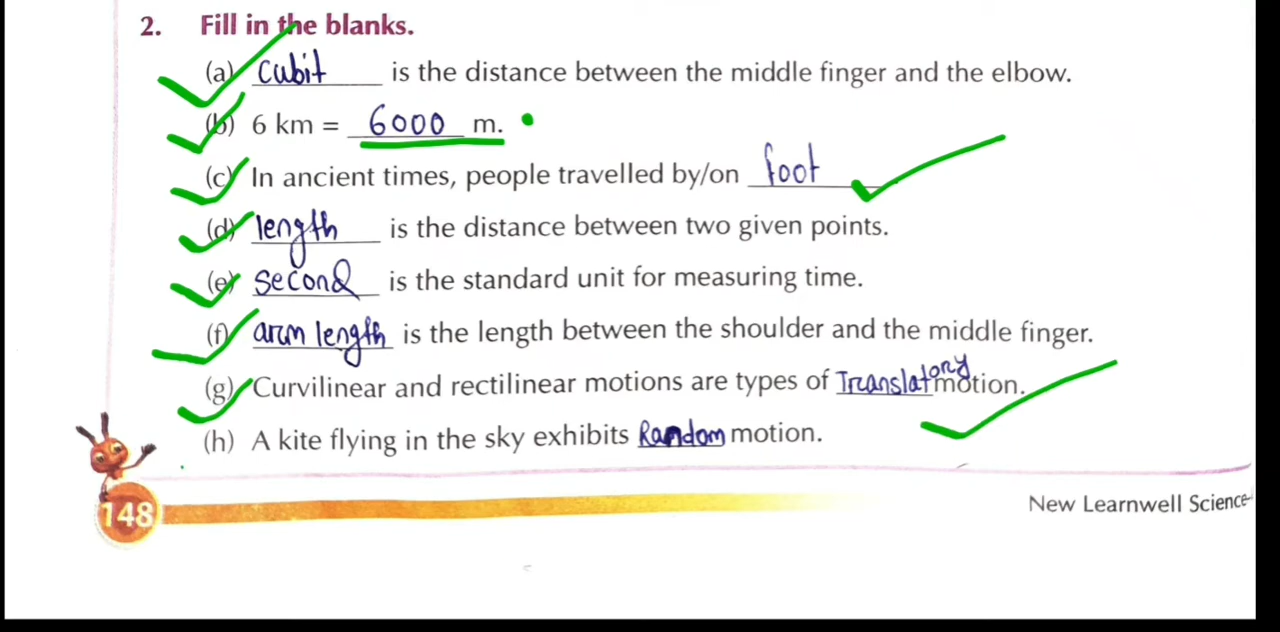 2. Fill in the blanks.
(a) cubit is the distance between the middle finger and the elbow.
(b) 6 km = 6000 m.
(c) In ancient times, people travelled by/on foot
(d) length is the distance between two given points.
(e) second is the standard unit for measuring time.
(f) arm length is the length between the shoulder and the middle finger.
(g) Curvilinear and rectilinear motions are types of Translatory motion.
(h) A kite flying in the sky exhibits Random motion.
148
New Learnwell Science